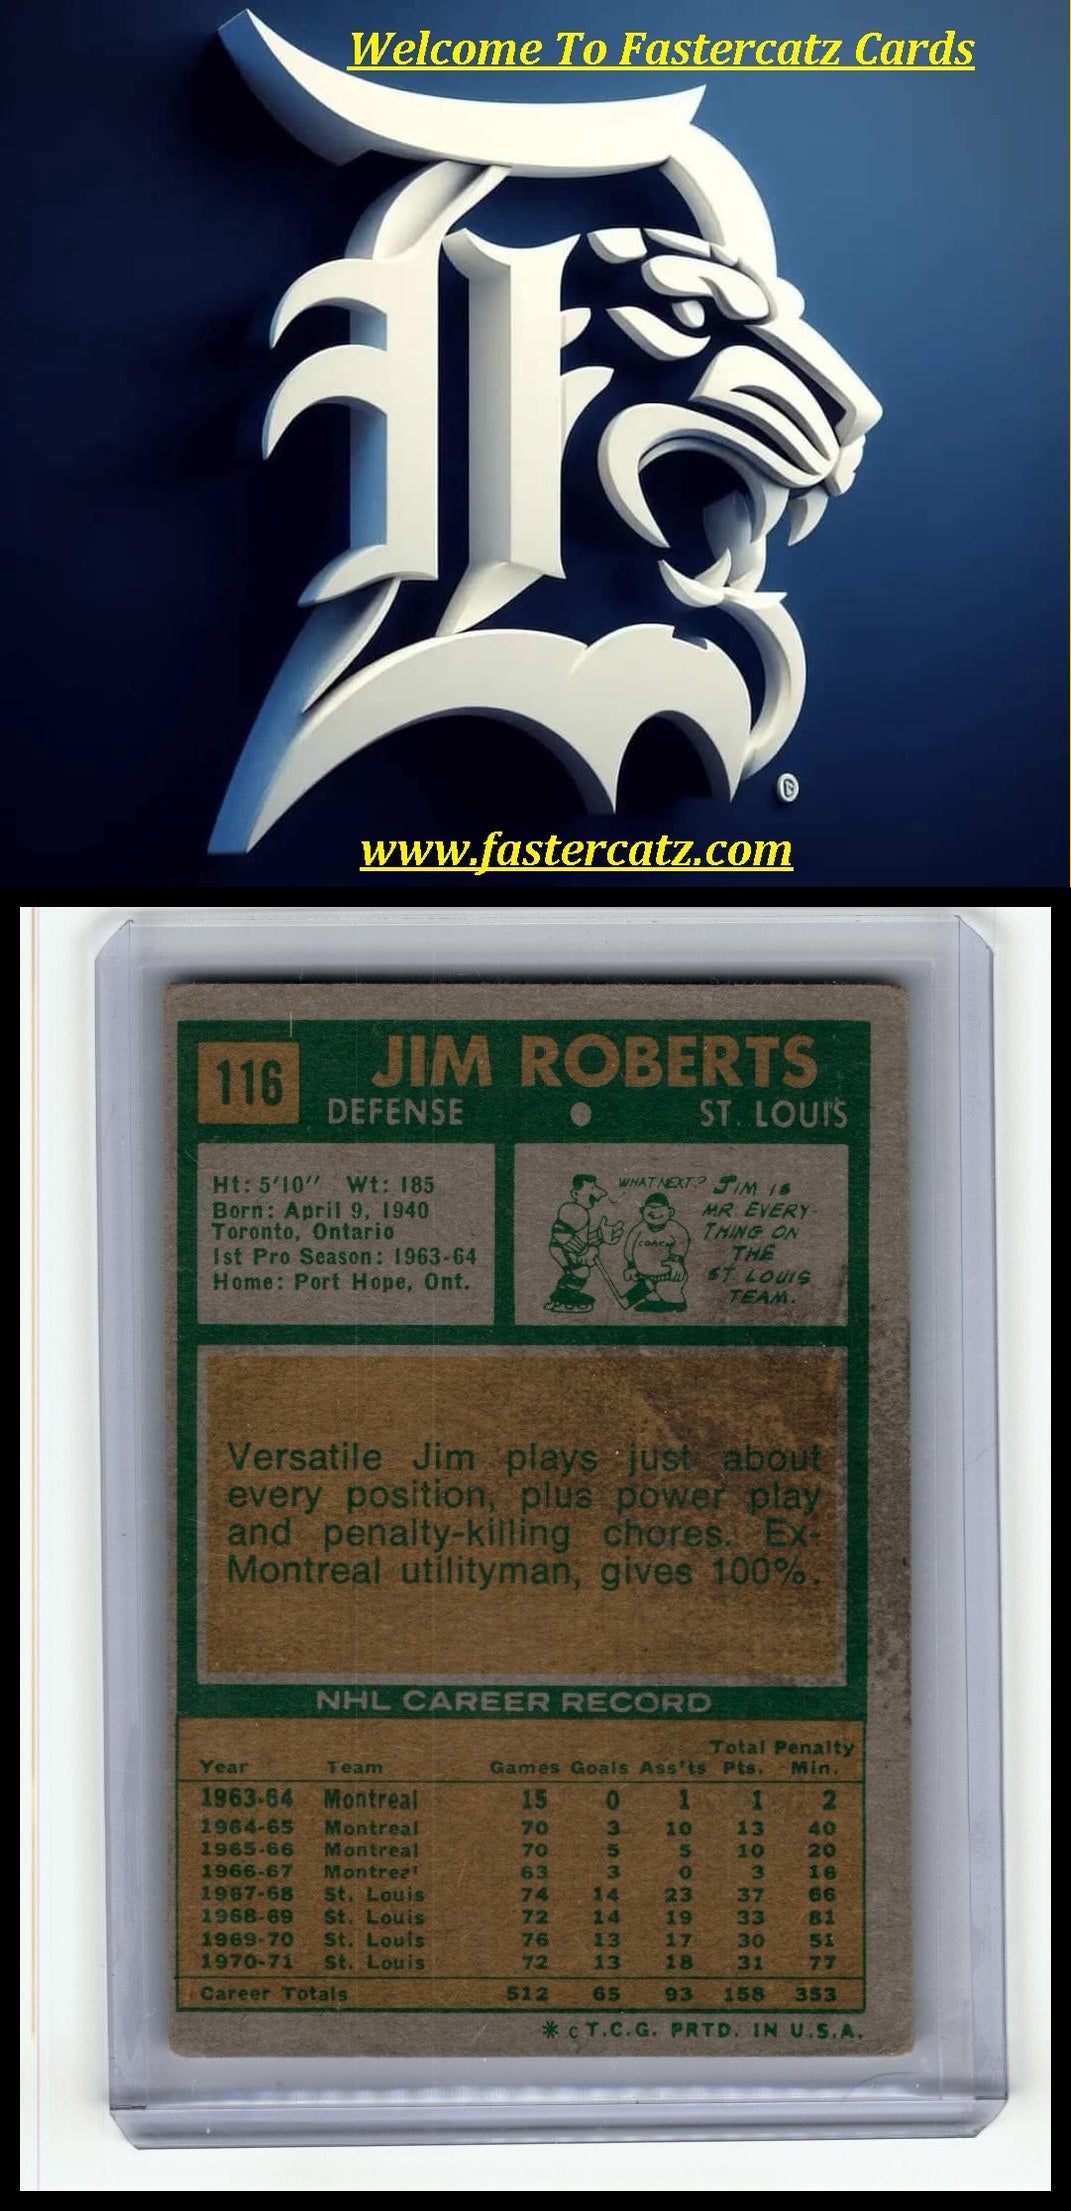 Welcome To Fastercatz Cards
www.fastercatz.com
116
JIM ROBERTS
DEFENSE ● ST. LOUIS
Ht: 5'10'' Wt: 185
Born: April 9, 1940
Toronto, Ontario
1st Pro Season: 1963-64
Home: Port Hope, Ont.
WHAT NEXT?
COACH
JIM IS
MR. EVERY-
THING ON
THE
ST. LOUIS
TEAM.
Versatile Jim plays just about
every position, plus power play
and penalty-killing chores. Ex-
Montreal utilityman, gives 100%.
NHL CAREER RECORD
Year Team Games Goals Ass'ts Total Pts. Penalty Min.
1963-64 Montreal 15 0 1 1 2
1964-65 Montreal 70 3 10 13 40
1965-66 Montreal 70 5 5 10 20
1966-67 Montreal 63 3 0 3 16
1967-68 St. Louis 74 14 23 37 66
1968-69 St. Louis 72 14 19 33 81
1969-70 St. Louis 76 13 17 30 51
1970-71 St. Louis 72 13 18 31 77
Career Totals 512 65 93 158 353
* c T.C.G. PRTD. IN U.S.A.